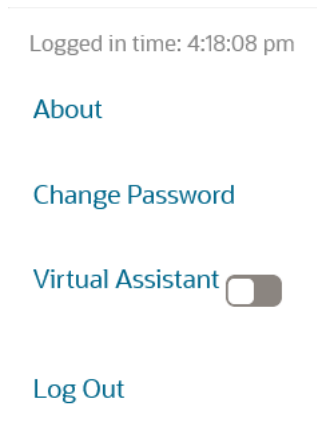 Logged in time: 4:18:08 pm
About
Change Password
Virtual Assistant
Log Out